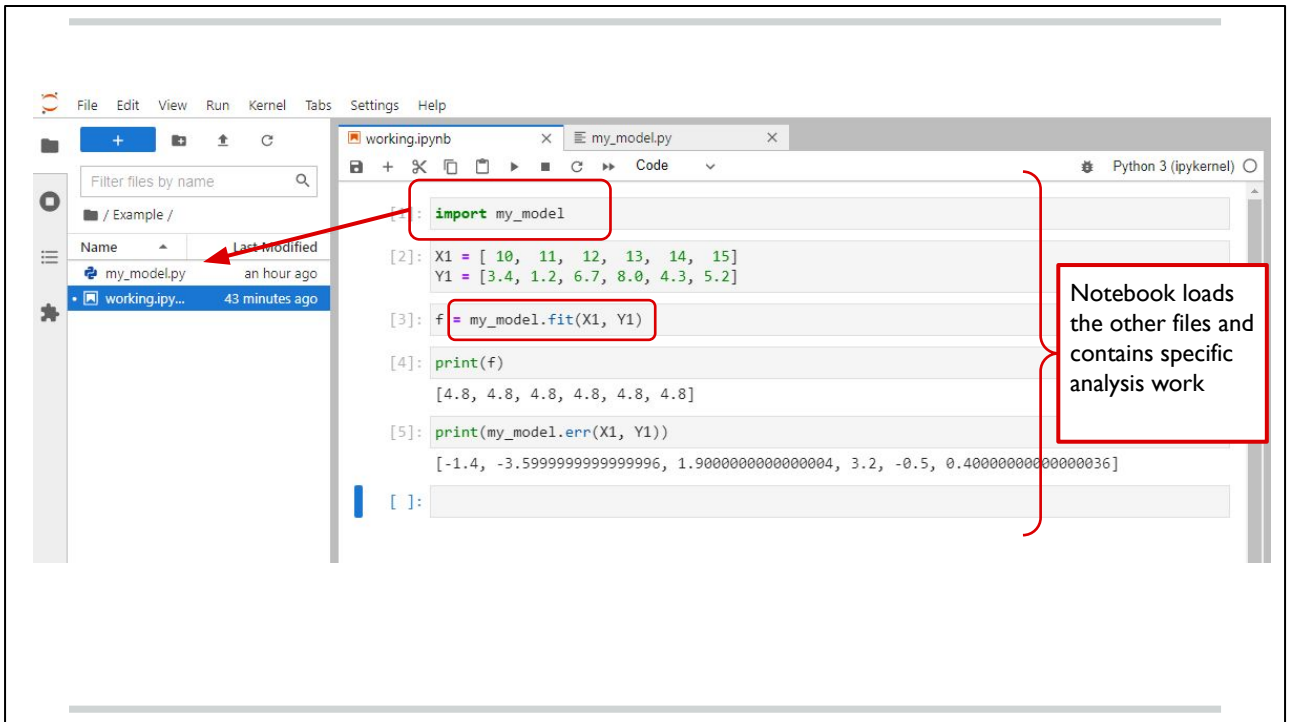 File Edit View Run Kernel Tabs Settings Help
+
Filter files by name
/ Example /
Name Last Modified
my_model.py an hour ago
working.ipy... 43 minutes ago
working.ipynb my_model.py
Code Python 3 (ipykernel)
[1]: import my_model
[2]: X1 = [ 10, 11, 12, 13, 14, 15]
Y1 = [3.4, 1.2, 6.7, 8.0, 4.3, 5.2]
[3]: f = my_model.fit(X1, Y1)
[4]: print(f)
[4.8, 4.8, 4.8, 4.8, 4.8, 4.8]
[5]: print(my_model.err(X1, Y1))
[-1.4, -3.5999999999999996, 1.9000000000000004, 3.2, -0.5, 0.40000000000000036]
[ ]:
Notebook loads
the other files and
contains specific
analysis work